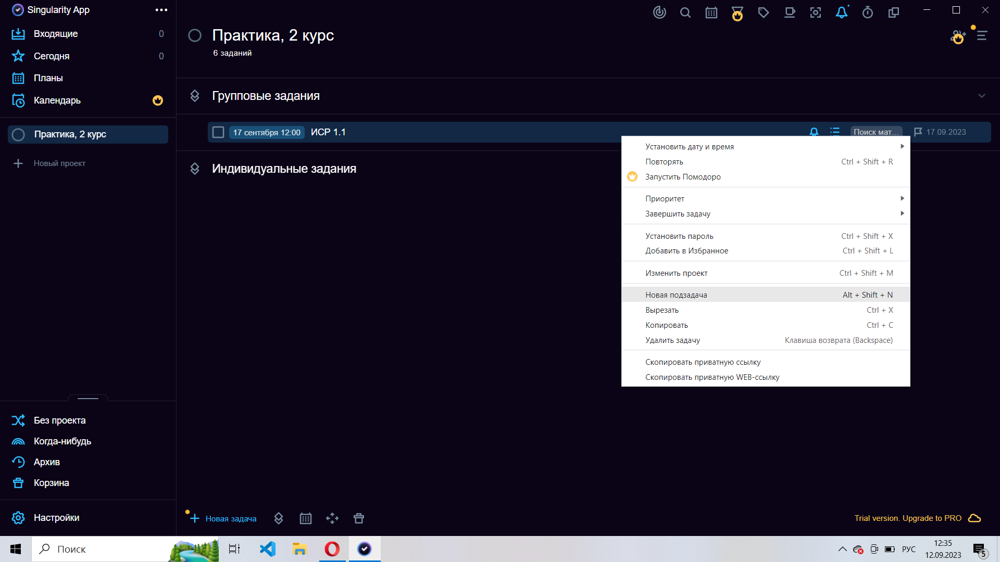 Singularity App
Входящие 0
Сегодня 0
Планы
Календарь
Практика, 2 курс
Новый проект
Без проекта
Когда-нибудь
Архив
Корзина
Настройки
Практика, 2 курс
6 заданий
Групповые задания
17 сентября 12:00 ИСР 1.1 Поиск мат... 17.09.2023
Индивидуальные задания
Установить дату и время
Повторять Ctrl + Shift + R
Запустить Помодоро
Приоритет
Завершить задачу
Установить пароль Ctrl + Shift + X
Добавить в Избранное Ctrl + Shift + L
Изменить проект Ctrl + Shift + M
Новая подзадача Alt + Shift + N
Вырезать Ctrl + X
Копировать Ctrl + C
Удалить задачу Клавиша возврата (Backspace)
Скопировать приватную ссылку
Скопировать приватную WEB-ссылку
Новая задача
Trial version. Upgrade to PRO
Поиск
РУС
12:35
12.09.2023
5